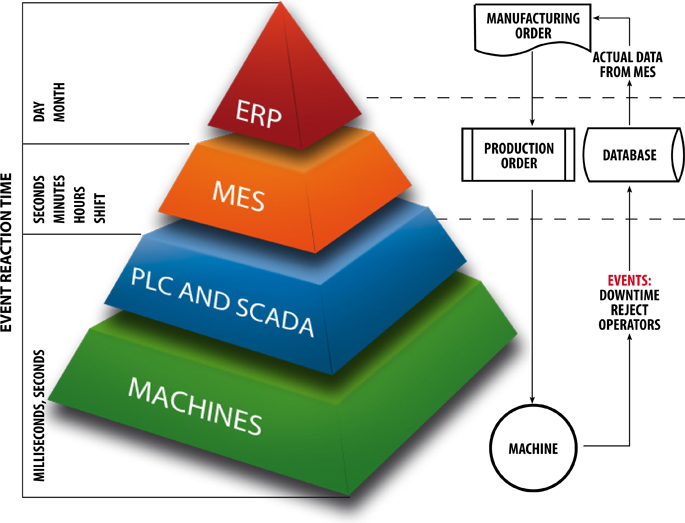 EVENT REACTION TIME
DAY
MONTH
SECONDS
MINUTES
HOURS
SHIFT
MILLISECONDS, SECONDS
ERP
MES
PLC AND SCADA
MACHINES
MANUFACTURING
ORDER
ACTUAL DATA
FROM MES
PRODUCTION
ORDER
DATABASE
EVENTS:
DOWNTIME
REJECT
OPERATORS
MACHINE